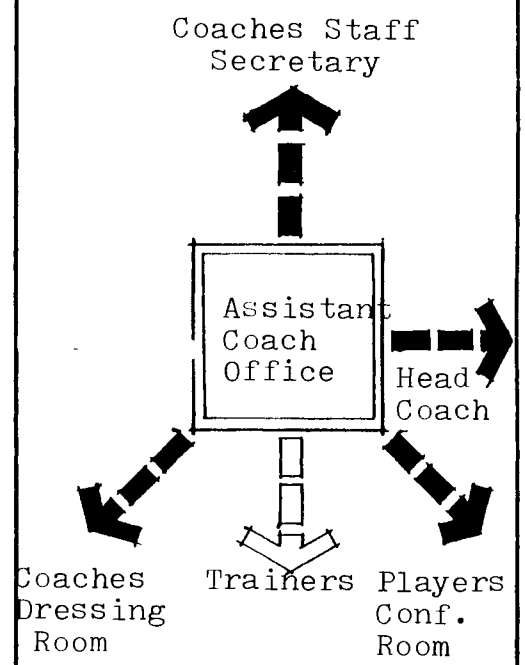 Coaches Staff
Secretary
Assistant
Coach
Office
Head
Coach
Coaches
Dressing
Room
Trainers
Players
Conf.
Room